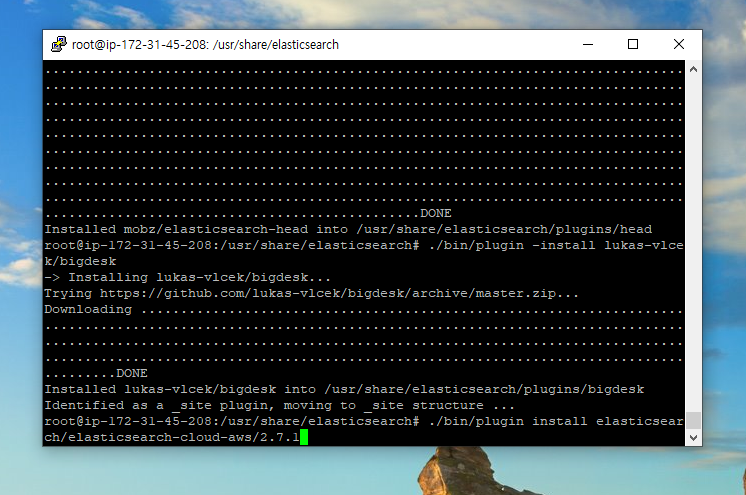 root@ip-172-31-45-208: /usr/share/elasticsearch
................................................................................
................................................................................
................................................................................
................................................................................
................................................................................
................................................................................
................................................................................
................................................................................
................................................................................
...............................................DONE
Installed mobz/elasticsearch-head into /usr/share/elasticsearch/plugins/head
root@ip-172-31-45-208:/usr/share/elasticsearch# ./bin/plugin -install lukas-vlce
k/bigdesk
-> Installing lukas-vlcek/bigdesk...
Trying https://github.com/lukas-vlcek/bigdesk/archive/master.zip...
Downloading ....................................................................
................................................................................
................................................................................
................................................................................
.........DONE
Installed lukas-vlcek/bigdesk into /usr/share/elasticsearch/plugins/bigdesk
Identified as a _site plugin, moving to _site structure ...
root@ip-172-31-45-208:/usr/share/elasticsearch# ./bin/plugin install elasticsear
ch/elasticsearch-cloud-aws/2.7.1